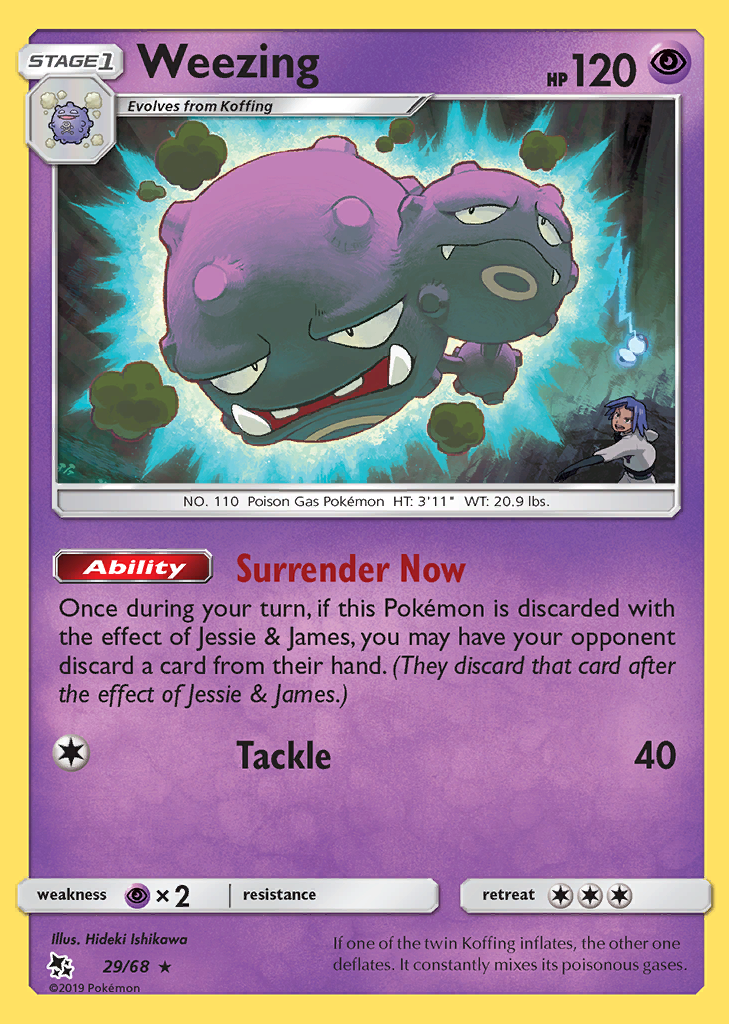 STAGE1
Weezing
HP 120
Evolves from Koffing
NO. 110 Poison Gas Pokémon HT: 3'11" WT: 20.9 lbs.
Ability Surrender Now
Once during your turn, if this Pokémon is discarded with
the effect of Jessie & James, you may have your opponent
discard a card from their hand. (They discard that card after
the effect of Jessie & James.)
Tackle 40
weakness ×2 resistance retreat
Illus. Hideki Ishikawa
29/68 ★
©2019 Pokémon
If one of the twin Koffing inflates, the other one
deflates. It constantly mixes its poisonous gases.